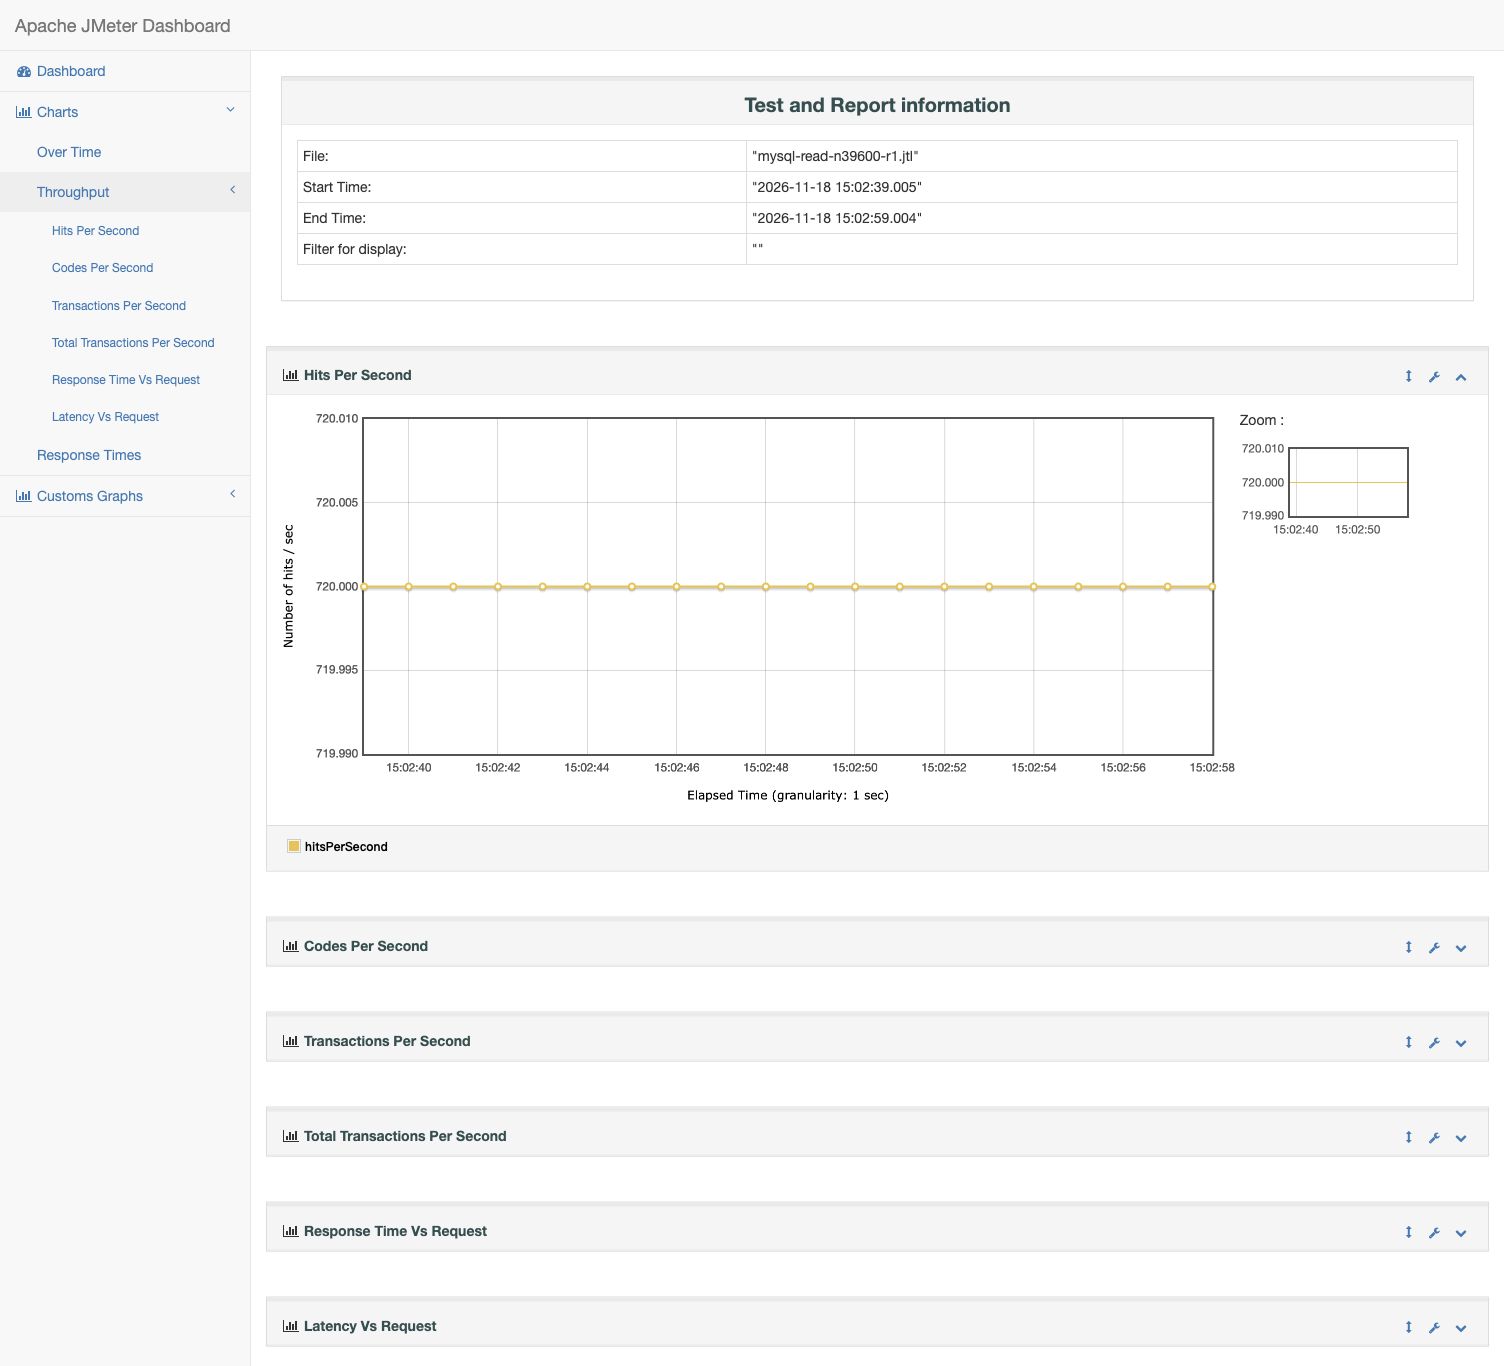 Apache JMeter Dashboard
Dashboard
Charts
Over Time
Throughput
Hits Per Second
Codes Per Second
Transactions Per Second
Total Transactions Per Second
Response Time Vs Request
Latency Vs Request
Response Times
Customs Graphs
Test and Report information
File: "mysql-read-n39600-r1.jtl"
Start Time: "2026-11-18 15:02:39.005"
End Time: "2026-11-18 15:02:59.004"
Filter for display: ""
Hits Per Second
720.010
720.005
720.000
719.995
719.990
Number of hits / sec
15:02:40 15:02:42 15:02:44 15:02:46 15:02:48 15:02:50 15:02:52 15:02:54 15:02:56 15:02:58
Elapsed Time (granularity: 1 sec)
Zoom :
720.010
720.000
719.990
15:02:40 15:02:50
hitsPerSecond
Codes Per Second
Transactions Per Second
Total Transactions Per Second
Response Time Vs Request
Latency Vs Request